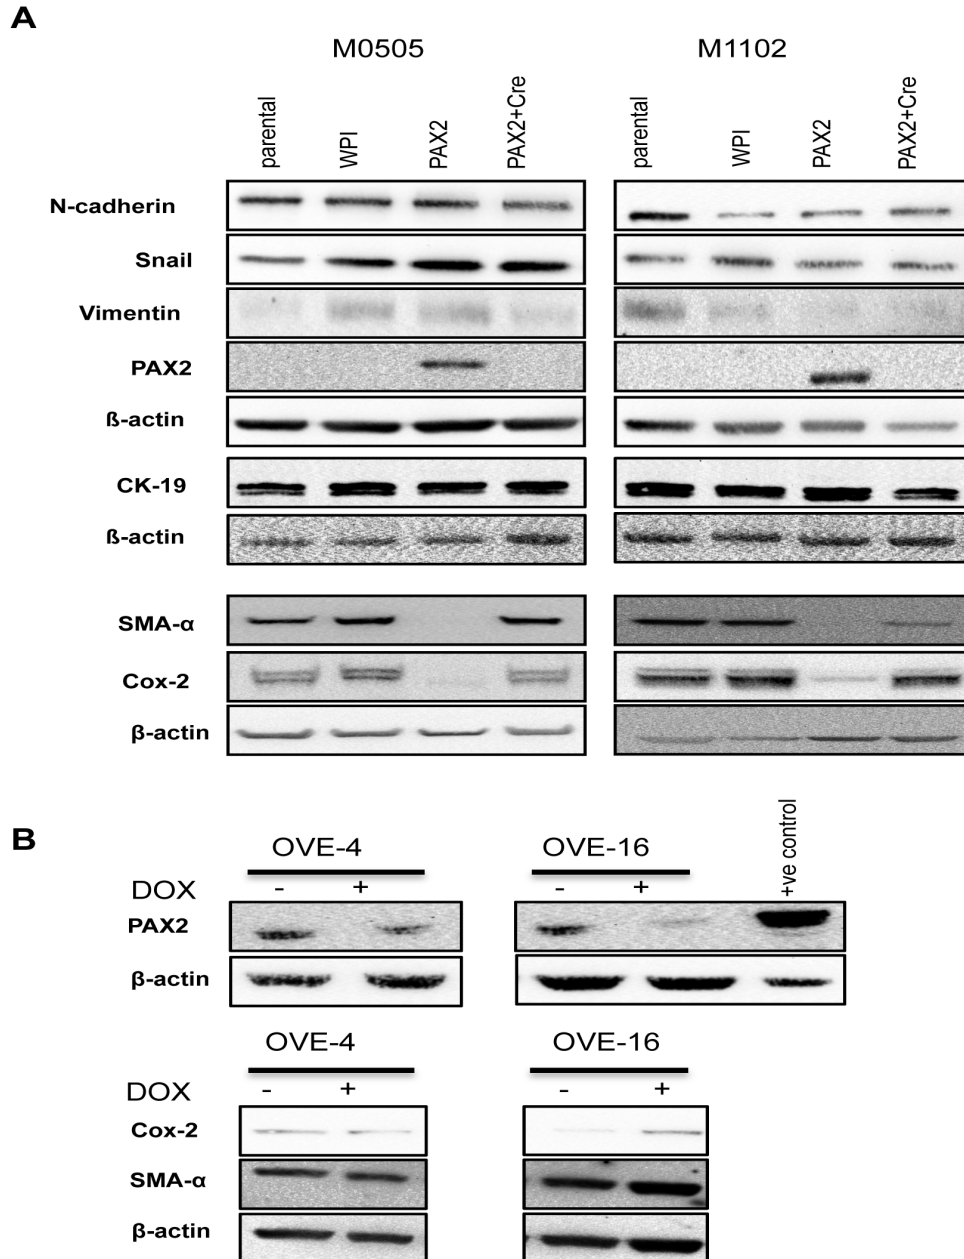 A
M0505 M1102
parental WPI PAX2 PAX2+Cre parental WPI PAX2 PAX2+Cre
N-cadherin
Snail
Vimentin
PAX2
ß-actin
CK-19
ß-actin
SMA-α
Cox-2
β-actin
B
+ve control
OVE-4 OVE-16
DOX - + - +
PAX2
β-actin
OVE-4 OVE-16
DOX - + - +
Cox-2
SMA-α
β-actin